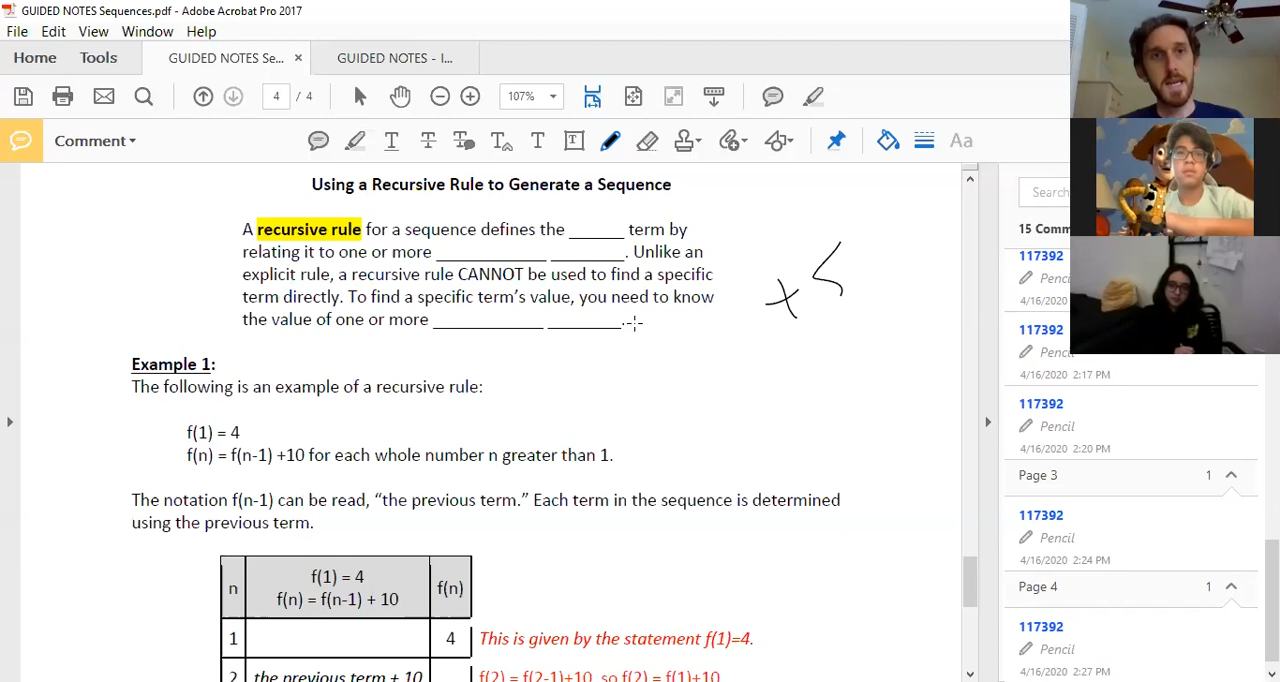 GUIDED NOTES Sequences.pdf - Adobe Acrobat Pro 2017
File Edit View Window Help
Home Tools GUIDED NOTES Se... × GUIDED NOTES - I...
4 / 4 107%
Comment
Aa
Using a Recursive Rule to Generate a Sequence
A recursive rule for a sequence defines the ______ term by
relating it to one or more ____________ ________. Unlike an
explicit rule, a recursive rule CANNOT be used to find a specific
term directly. To find a specific term's value, you need to know
the value of one or more ____________ ________.
+5
Example 1:
The following is an example of a recursive rule:
f(1) = 4
f(n) = f(n-1) +10 for each whole number n greater than 1.
The notation f(n-1) can be read, “the previous term.” Each term in the sequence is determined
using the previous term.
n f(1) = 4 f(n)
f(n) = f(n-1) + 10
1 4 This is given by the statement f(1)=4.
2 the previous term + 10 f(2) = f(2-1)+10, so f(2) = f(1)+10
Search
15 Comm
117392
Pencil
4/16/2020
117392
Pencil
4/16/2020 2:17 PM
117392
Pencil
4/16/2020 2:20 PM
Page 3 1
117392
Pencil
4/16/2020 2:24 PM
Page 4 1
117392
Pencil
4/16/2020 2:27 PM